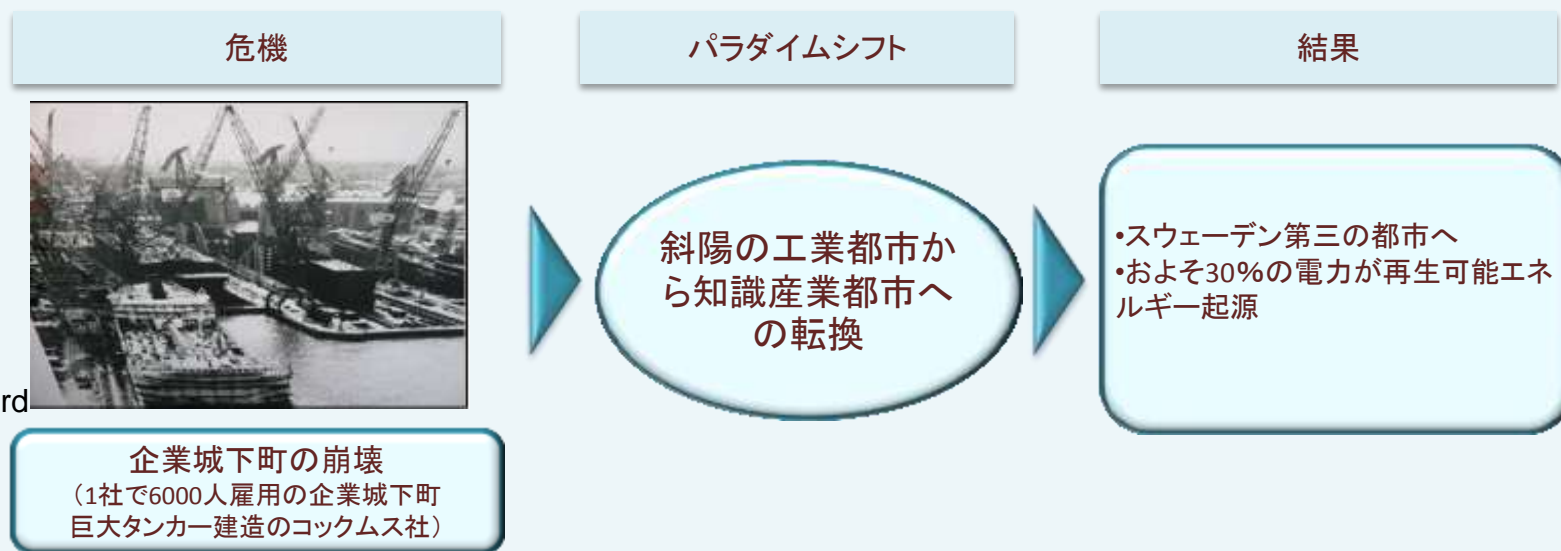 危機
パラダイムシフト
結果
rd
企業城下町の崩壊
（1社で6000人雇用の企業城下町
巨大タンカー建造のコックムス社）
斜陽の工業都市か
ら知識産業都市へ
の転換
•スウェーデン第三の都市へ
•およそ30%の電力が再生可能エネ
ルギー起源